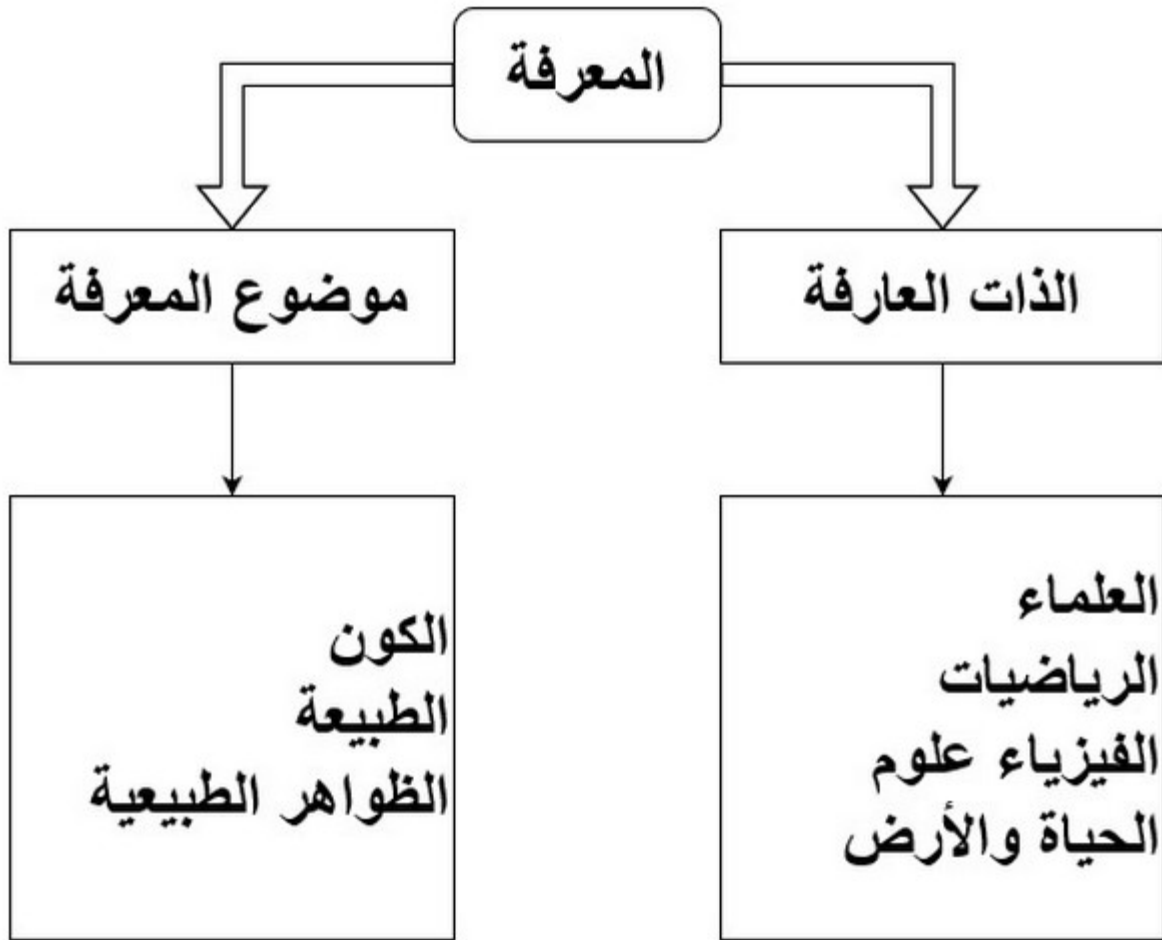 المعرفة
الذات العارفة
موضوع المعرفة
العلماء
الرياضيات
الفيزياء علوم
الحياة والأرض
الكون
الطبيعة
الظواهر الطبيعية